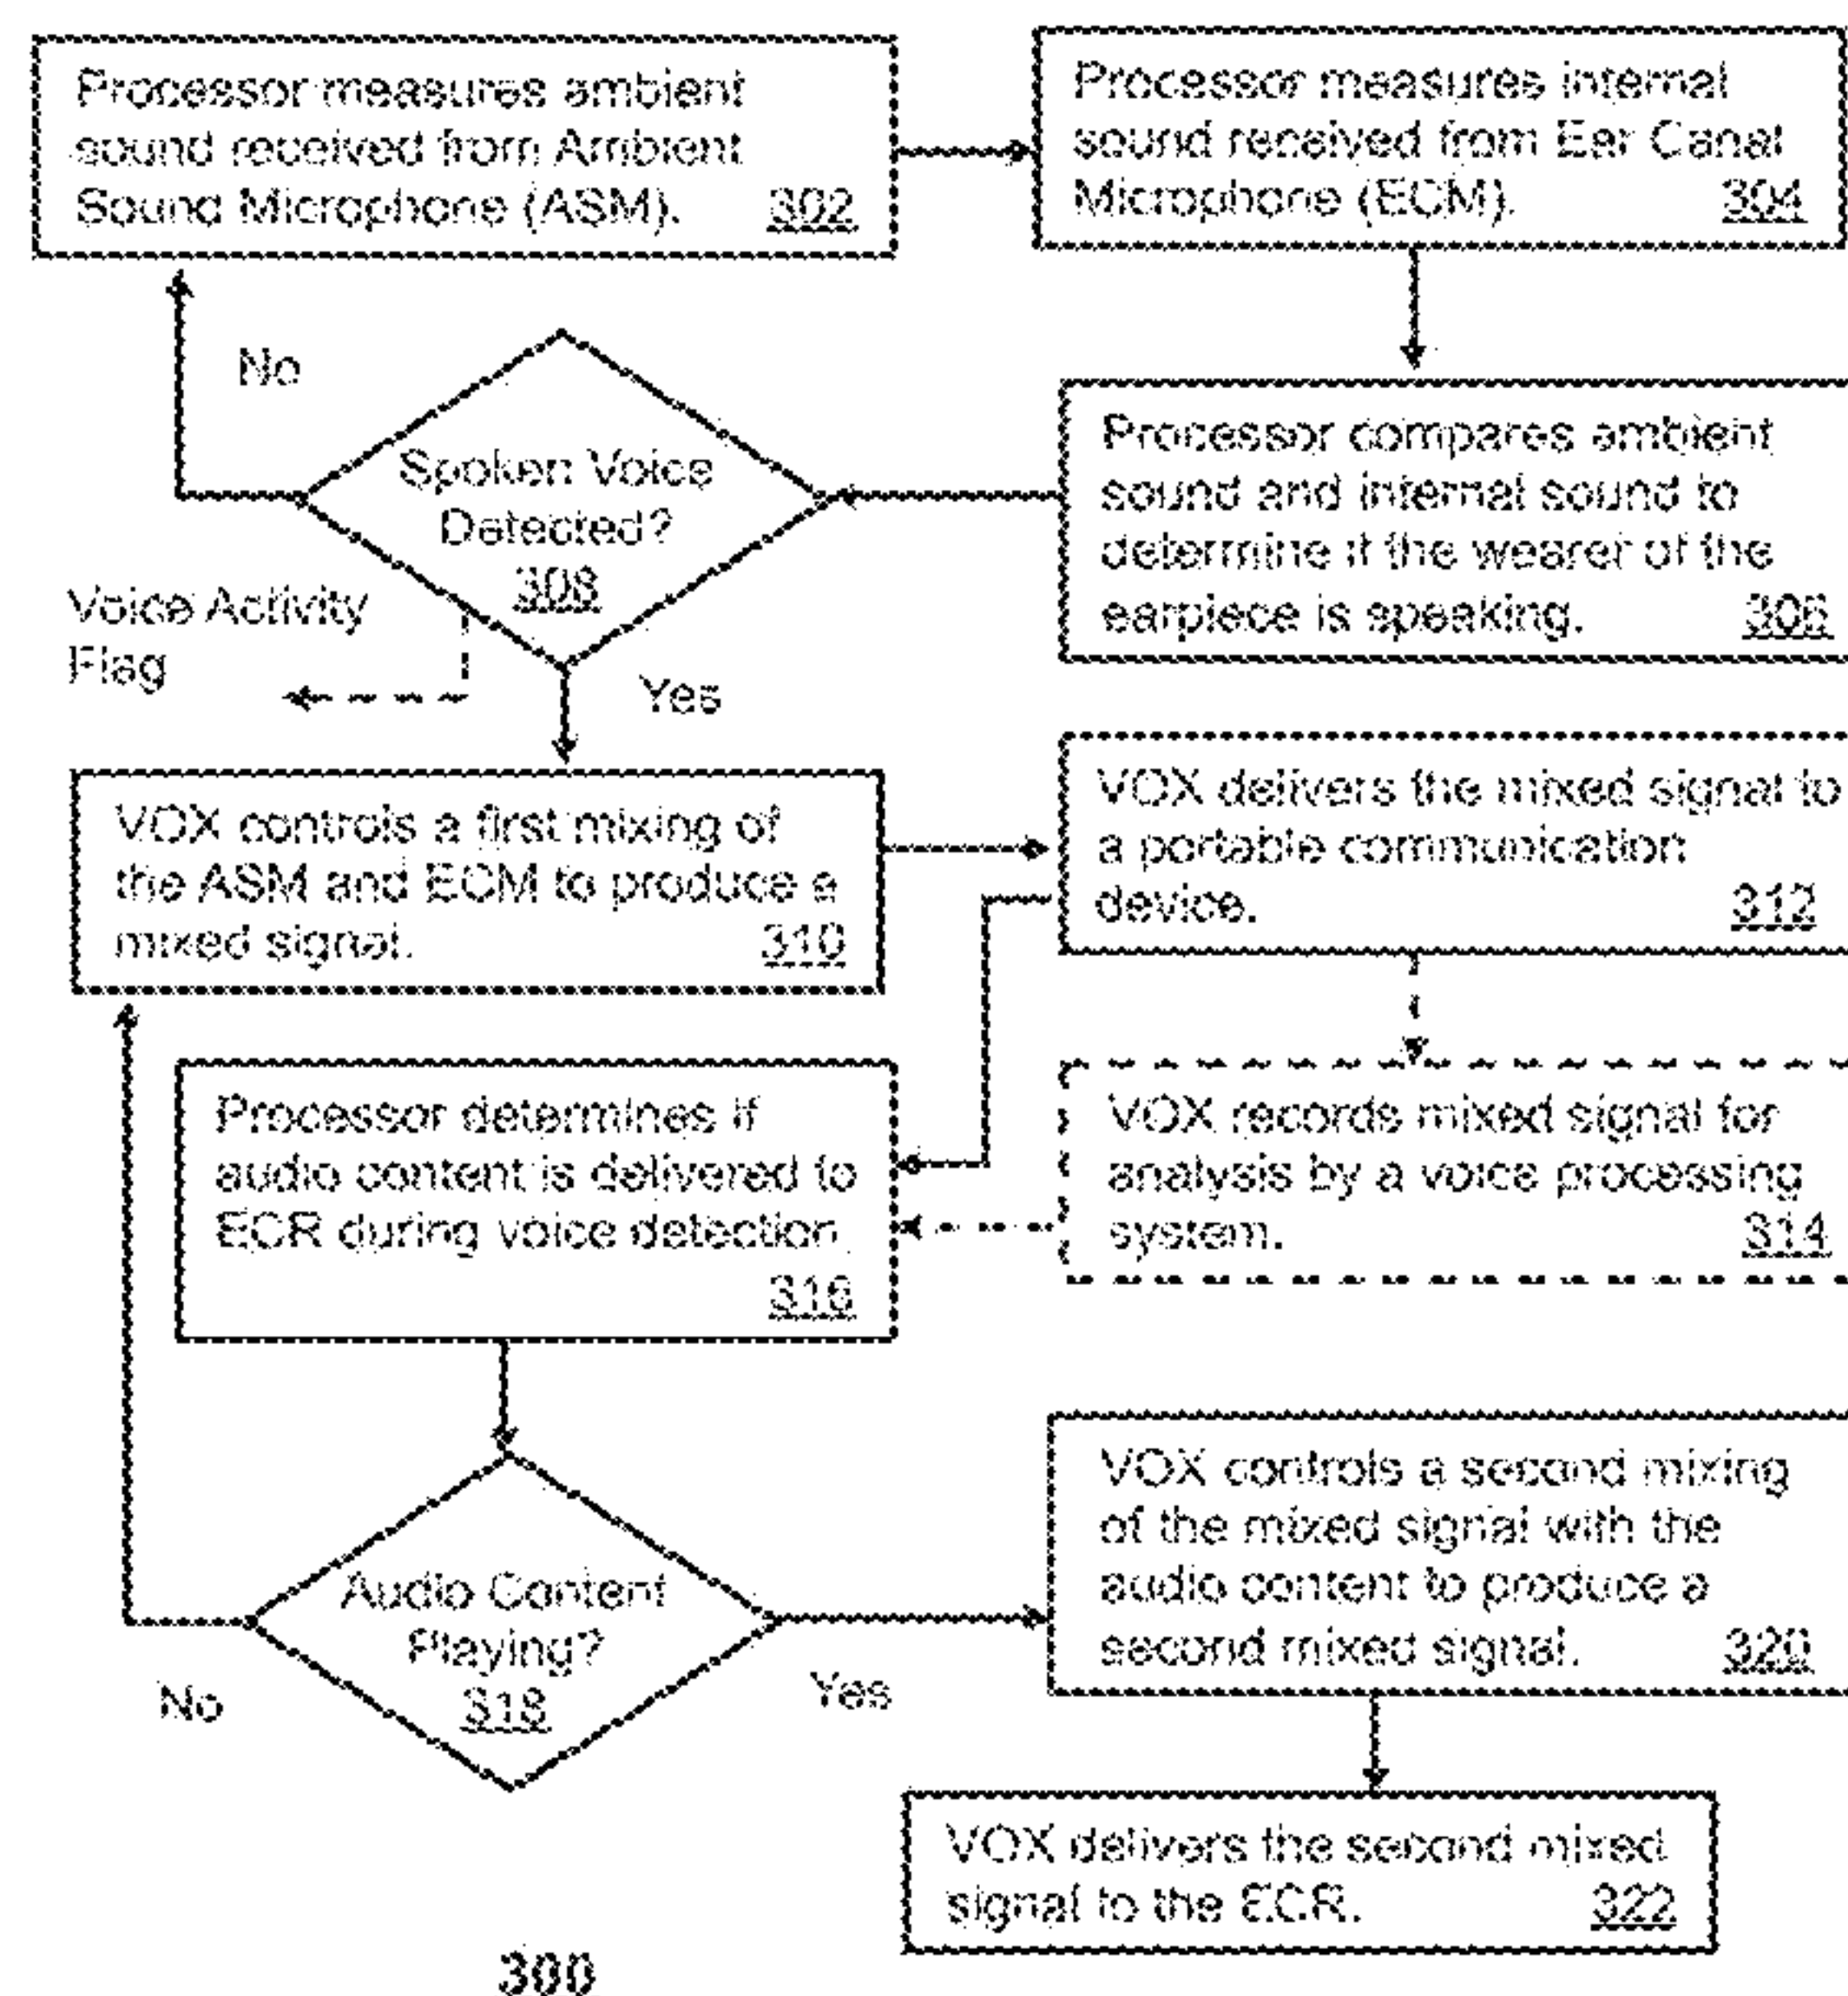 Processor measures ambient
sound received from Ambient
Sound Microphone (ASM). 302
Processor measures internal
sound received from Ear Canal
Microphone (ECM). 304
No
Spoken Voice
Detected?
308
Processor compares ambient
sound and internal sound to
determine if the wearer of the
earpiece is speaking. 306
Voice Activity
Flag
Yes
VOX controls a first mixing of
the ASM and ECM to produce a
mixed signal. 310
VOX delivers the mixed signal to
a portable communication
device. 312
Processor determines if
audio content is delivered to
ECR during voice detection
316
VOX records mixed signal for
analysis by a voice processing
system. 314
Audio Content
Playing?
318
No
Yes
VOX controls a second mixing
of the mixed signal with the
audio content to produce a
second mixed signal. 320
VOX delivers the second mixed
signal to the ECR. 322
300